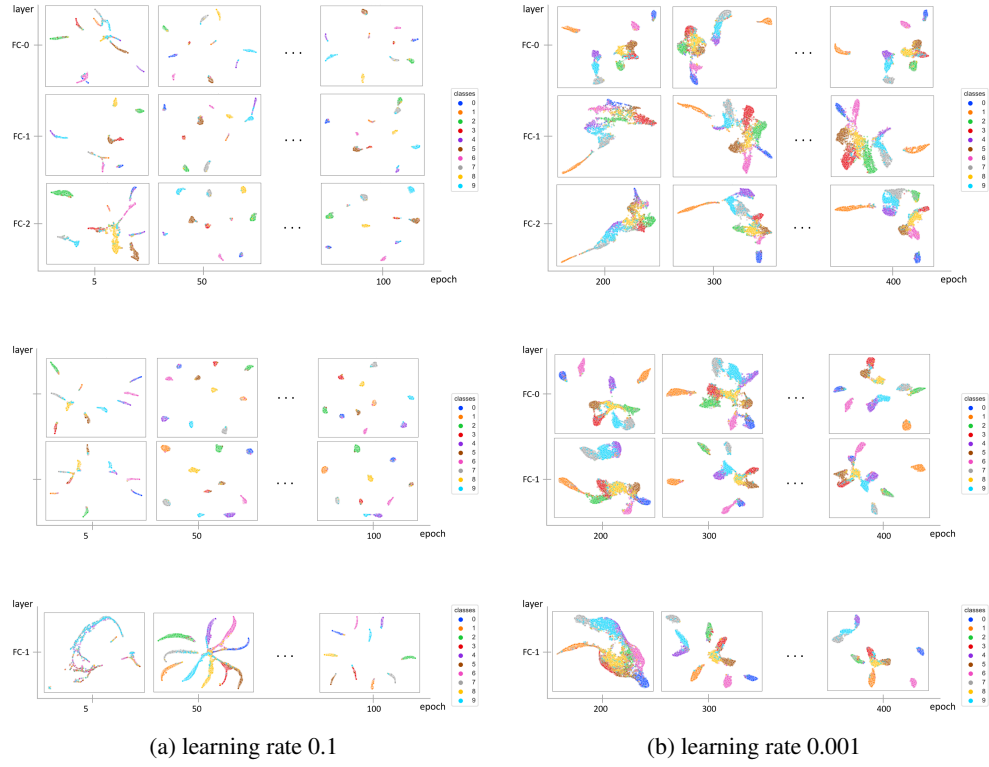 layer
FC-0
FC-1
FC-2
. . .
. . .
. . .
5
50
100
epoch
classes
0
1
2
3
4
5
6
7
8
9
layer
FC-0
FC-1
FC-2
...
...
...
200
300
400
epoch
classes
0
1
2
3
4
5
6
7
8
9
layer
...
...
5
50
100
epoch
classes
0
1
2
3
4
5
6
7
8
9
layer
FC-0
FC-1
...
...
200
300
400
epoch
classes
0
1
2
3
4
5
6
7
8
9
layer
FC-1
...
5
50
100
epoch
classes
0
1
2
3
4
5
6
7
8
9
layer
FC-1
...
200
300
400
epoch
classes
0
1
2
3
4
5
6
7
8
9
(a) learning rate 0.1
(b) learning rate 0.001